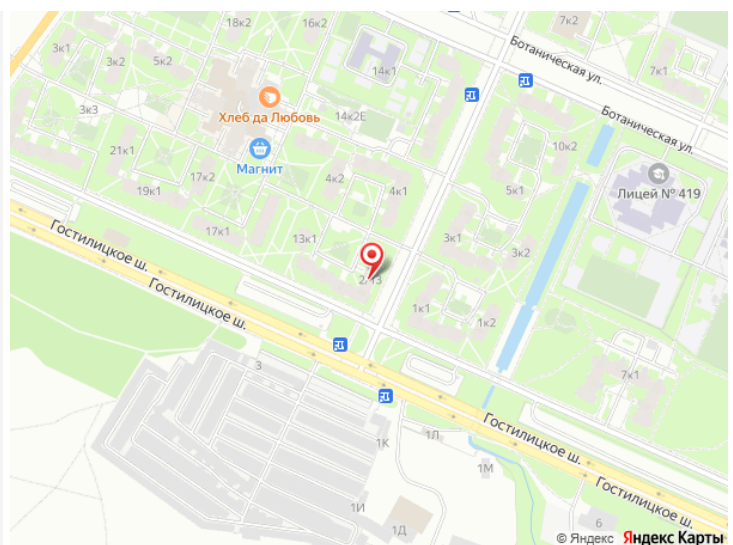 18к2
16к2
7к2
Ботаническая ул.
3к1
3к2
5к2
14к1
7к1
3к3
Хлеб да Любовь
14к2Е
Ботаническая ул.
21к1
Магнит
10к2
17к2
4к2
4к1
5к1
Лицей № 419
19к1
17к1
13к1
3к1
3к2
Гостилицкое ш.
2/13
Гостилицкое ш.
1к1
1к2
3
7к1
1К
1Л
Гостилицкое ш.
1М
Гостилицкое ш.
1И
1Д
6
© Яндекс Яндекс Карты